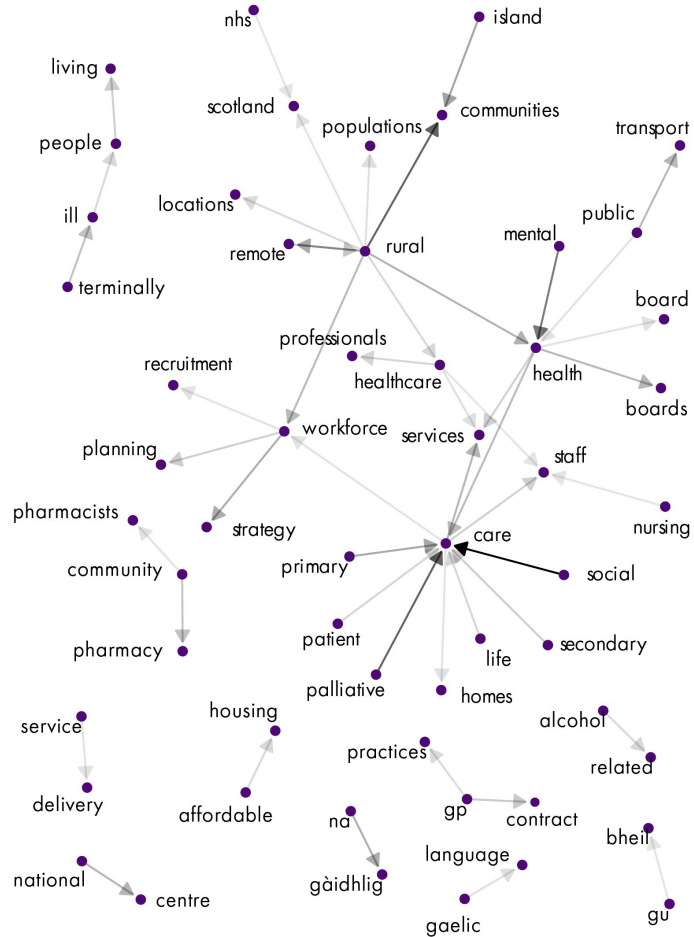 nhs
island
living
scotland
communities
populations
transport
people
locations
public
ill
mental
remote
rural
terminally
board
professionals
recruitment
healthcare
health
boards
workforce
services
planning
staff
pharmacists
strategy
care
nursing
primary
community
social
patient
pharmacy
secondary
life
palliative
homes
housing
service
alcohol
practices
related
delivery
affordable
gp
contract
na
bheil
language
national
gàidhlig
centre
gaelic
gu